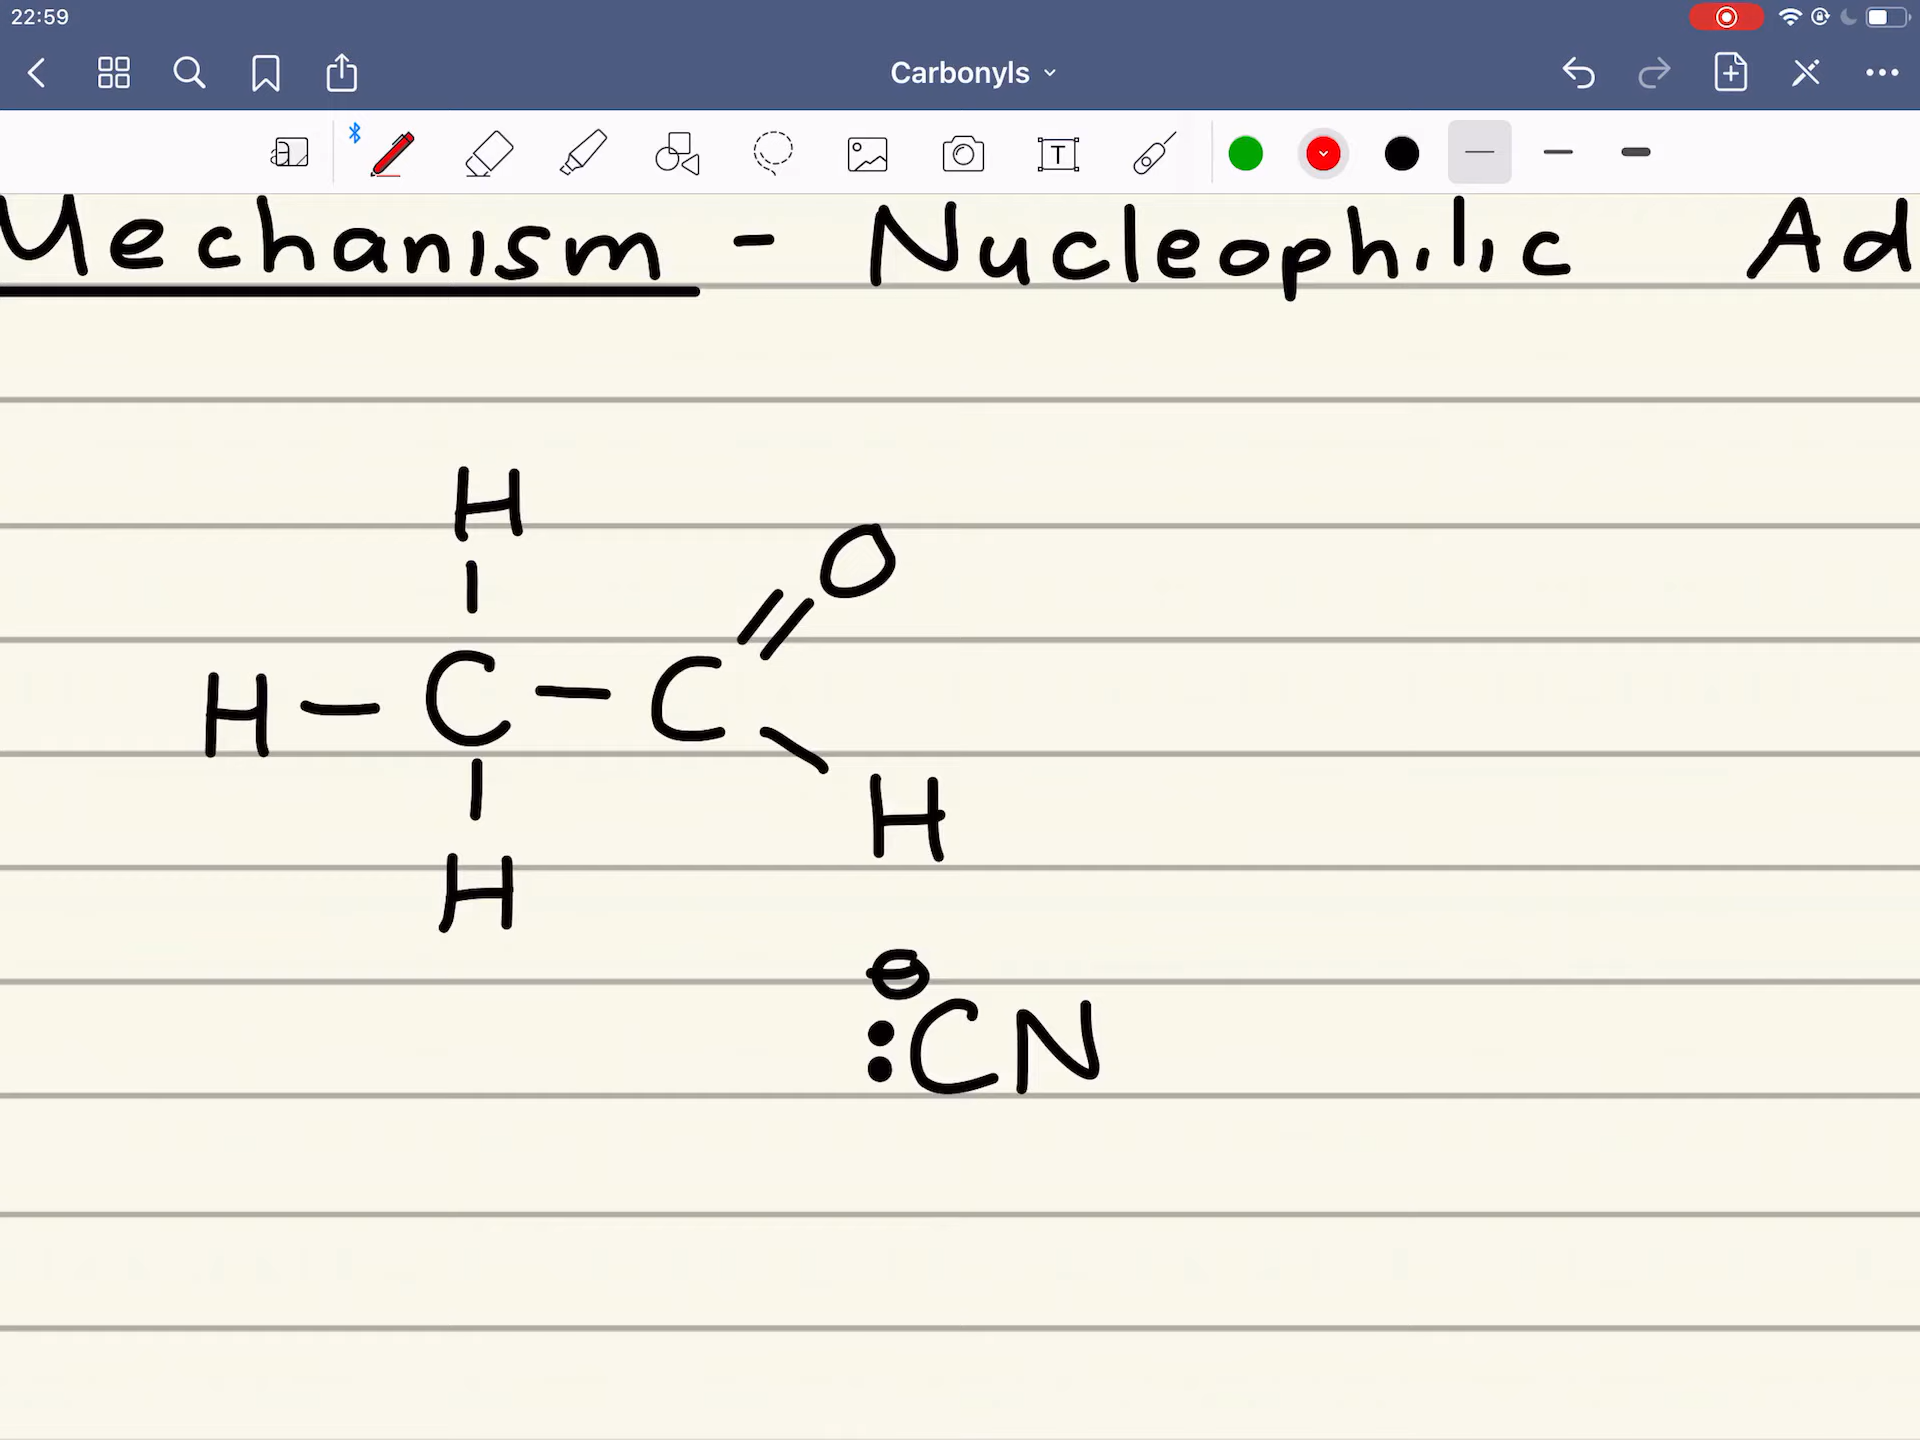 22:59
Carbonyls
a
T
Mechanism - Nucleophilic Ad
H
O
H - C - C
H
H
⊖
:CN